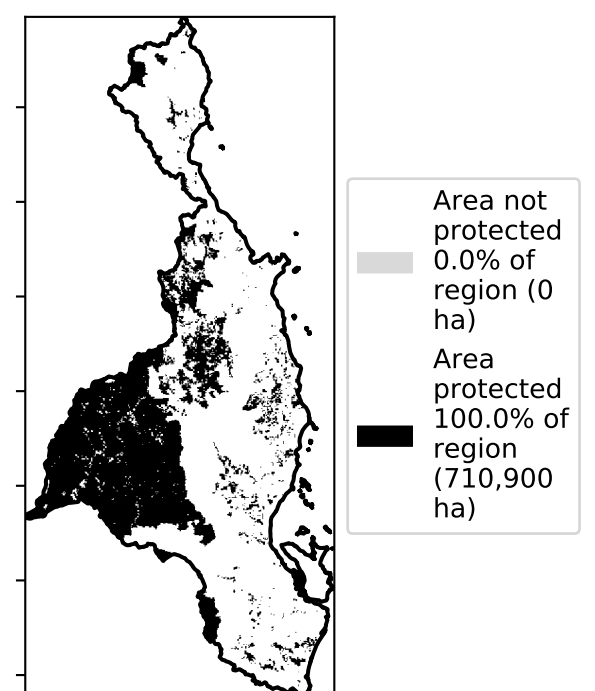 Area not
protected
0.0% of
region (0
ha)
Area
protected
100.0% of
region
(710,900
ha)